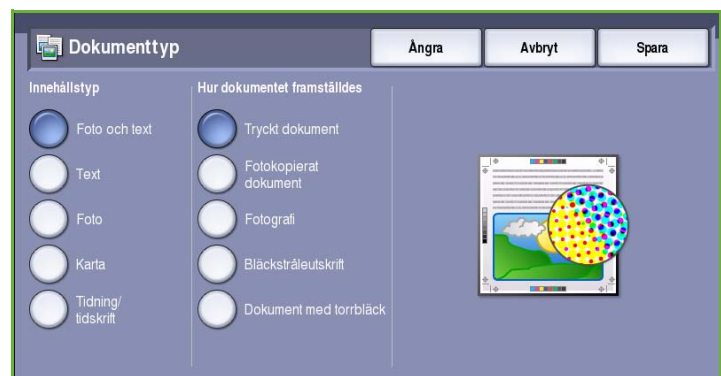 Dokumenttyp
Ångra
Avbryt
Spara
Innehållstyp
Foto och text
Text
Foto
Karta
Tidning/
tidskrift
Hur dokumentet framställdes
Tryckt dokument
Fotokopierat
dokument
Fotografi
Bläckstråleutskrift
Dokument med torrbläck